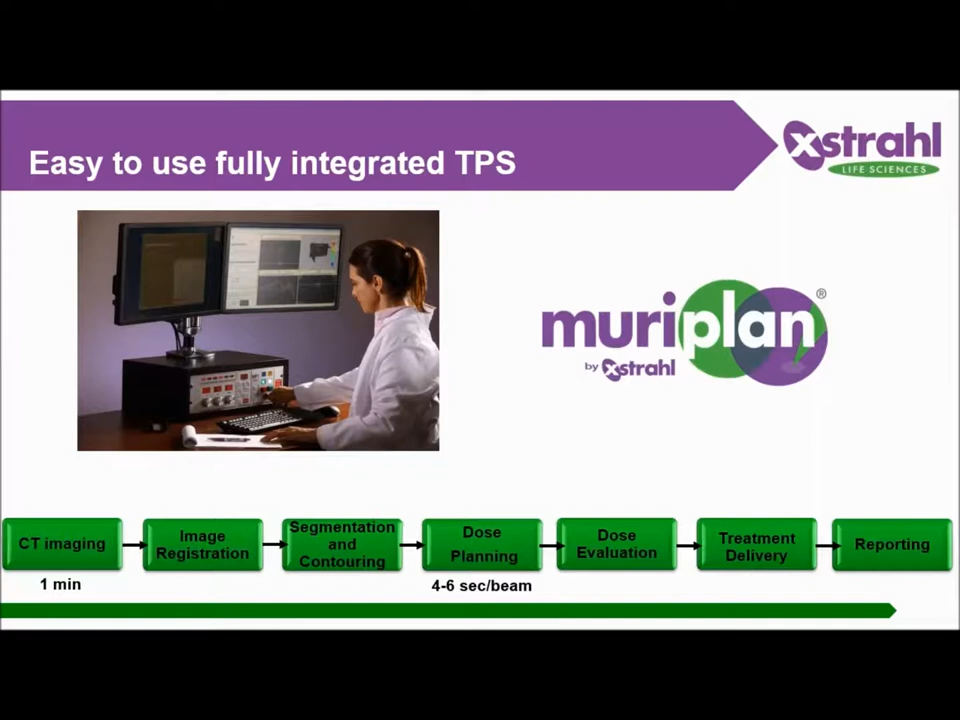 Easy to use fully integrated TPS
xstrahl
LIFE SCIENCES
muriplan®
by xstrahl
CT imaging
Image
Registration
Segmentation
and
Contouring
Dose
Planning
Dose
Evaluation
Treatment
Delivery
Reporting
1 min
4-6 sec/beam